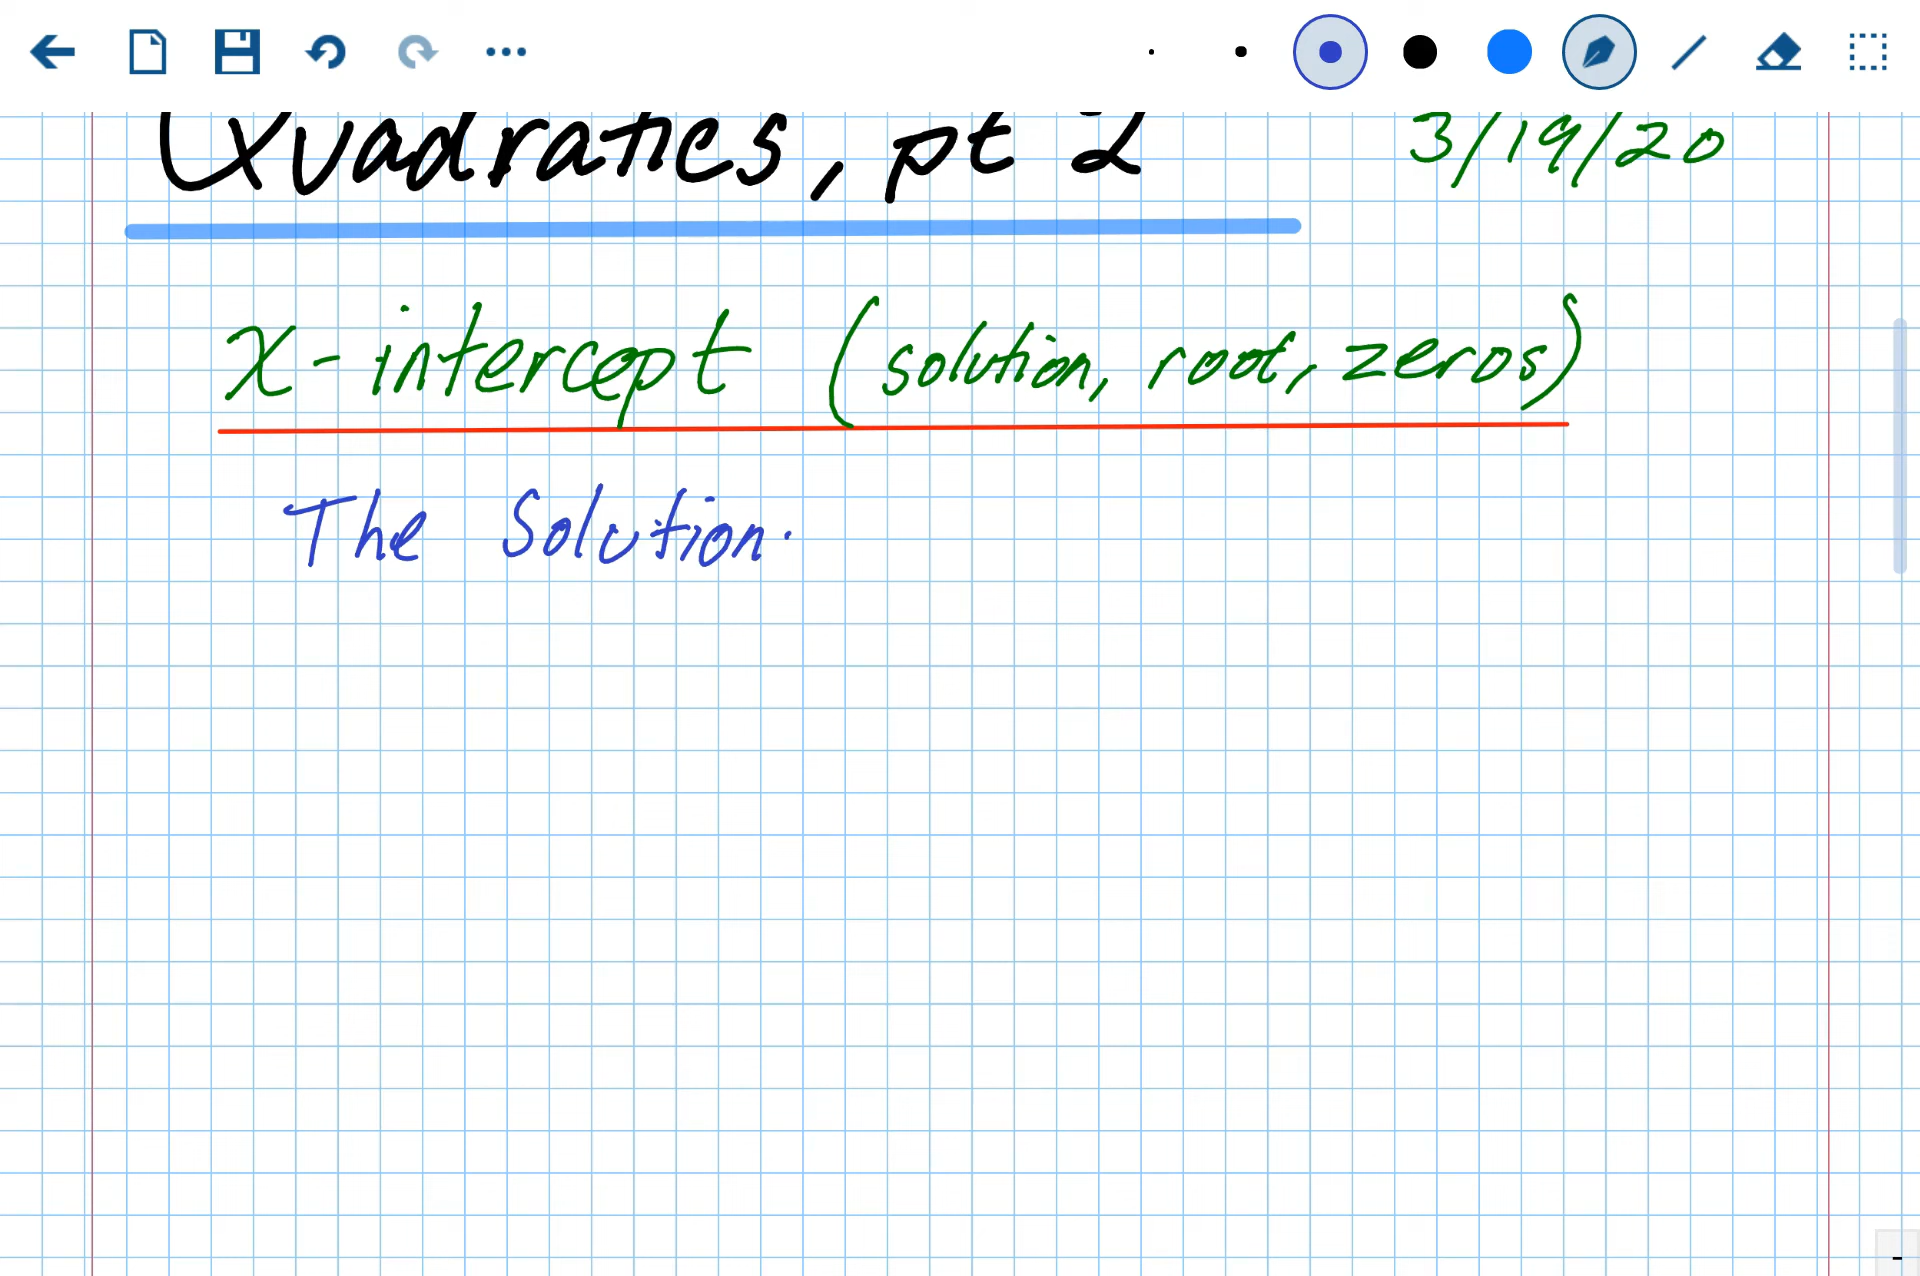 Quadratics, pt 2 3/19/20
x-intercept (solution, root, zeros)
The Solution.